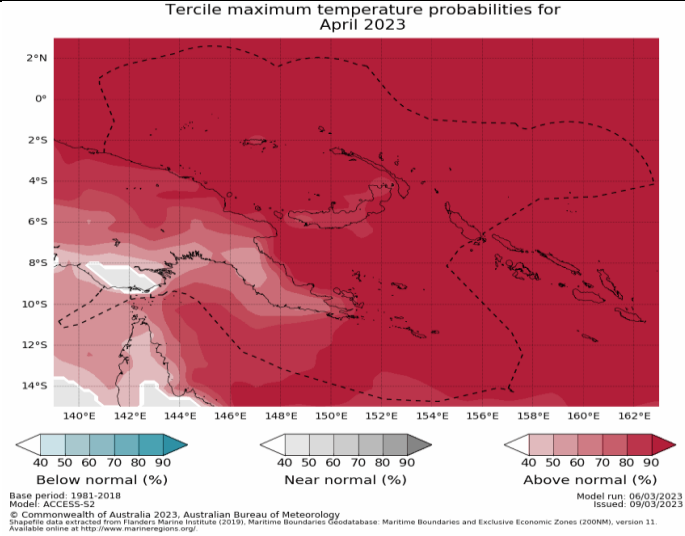 Tercile maximum temperature probabilities for
April 2023
2°N
0°
2°S
4°S
6°S
8°S
10°S
12°S
14°S
140°E 142°E 144°E 146°E 148°E 150°E 152°E 154°E 156°E 158°E 160°E 162°E
40 50 60 70 80 90 40 50 60 70 80 90 40 50 60 70 80 90
Below normal (%) Near normal (%) Above normal (%)
Base period: 1981-2018 Model run: 06/03/2023
Model: ACCESS-S2 Issued: 09/03/2023
© Commonwealth of Australia 2023, Australian Bureau of Meteorology
Shapefile data extracted from Flanders Marine Institute (2019), Maritime Boundaries Geodatabase: Maritime Boundaries and Exclusive Economic Zones (200NM), version 11.
Available online at http://www.marineregions.org/.